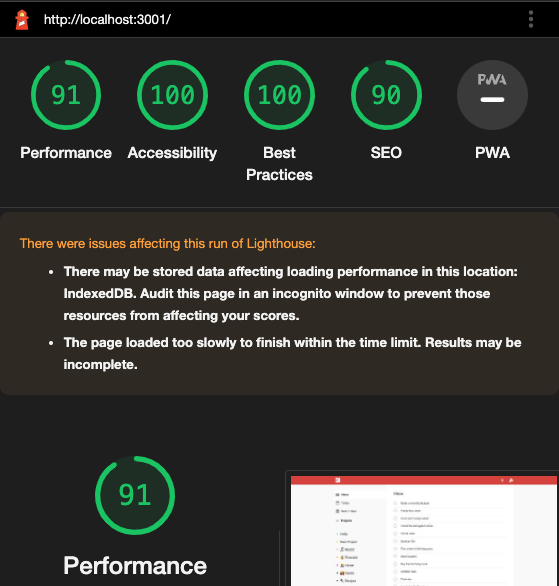 http://localhost:3001/
91
100
100
90
PWA
Performance
Accessibility
Best
Practices
SEO
PWA
There were issues affecting this run of Lighthouse:
• There may be stored data affecting loading performance in this location:
IndexedDB. Audit this page in an incognito window to prevent those
resources from affecting your scores.
• The page loaded too slowly to finish within the time limit. Results may be
incomplete.
91
Performance